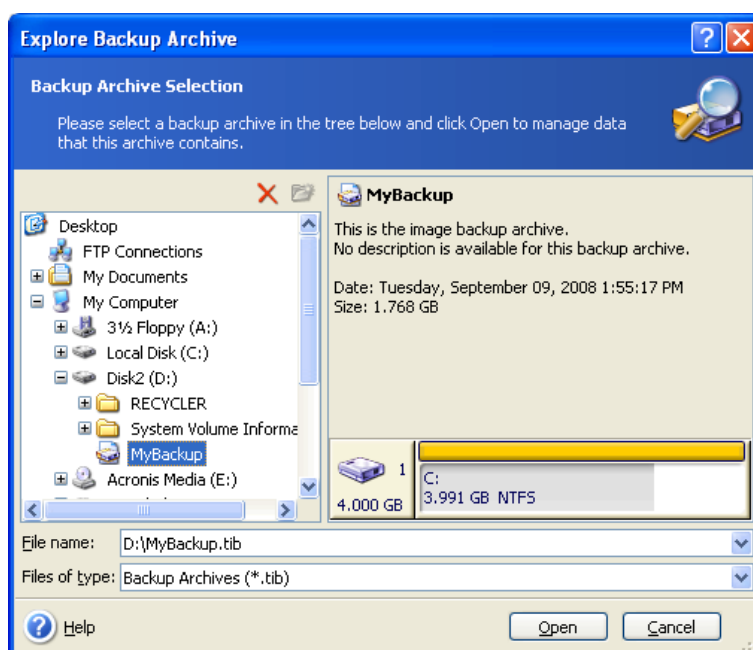 Explore Backup Archive
Backup Archive Selection
Please select a backup archive in the tree below and click Open to manage data
that this archive contains.
Desktop
FTP Connections
My Documents
My Computer
3½ Floppy (A:)
Local Disk (C:)
Disk2 (D:)
RECYCLER
System Volume Informa
MyBackup
Acronis Media (E:)
MyBackup
This is the image backup archive.
No description is available for this backup archive.
Date: Tuesday, September 09, 2008 1:55:17 PM
Size: 1.768 GB
1
4.000 GB
C:
3.991 GB NTFS
File name:
D:\MyBackup.tib
Files of type:
Backup Archives (*.tib)
Help
Open
Cancel